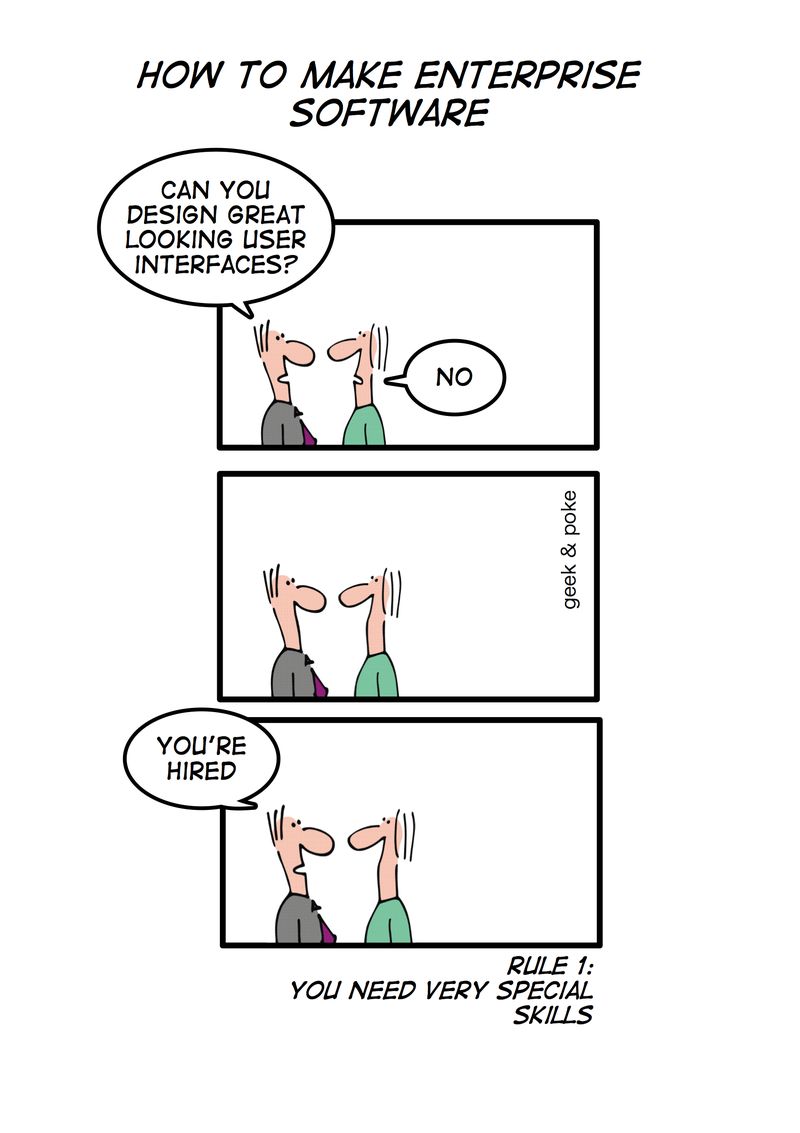 HOW TO MAKE ENTERPRISE
SOFTWARE
CAN YOU
DESIGN GREAT
LOOKING USER
INTERFACES?
NO
geek & poke
YOU'RE
HIRED
RULE 1:
YOU NEED VERY SPECIAL
SKILLS